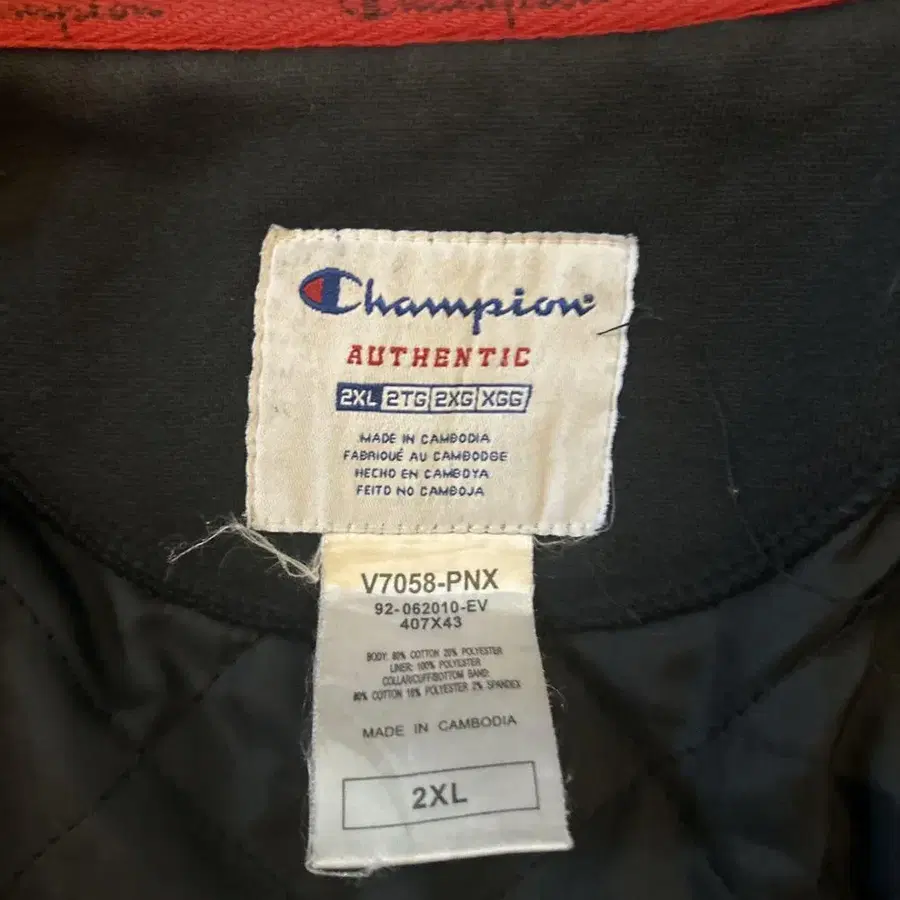 Champion
Champion
Champion
AUTHENTIC
2XL 2TG 2XG XGG
MADE IN CAMBODIA
FABRIQUÉ AU CAMBODGE
HECHO EN CAMBOYA
FEITO NO CAMBOJA
V7058-PNX
92-062010-EV
407X43
BODY: 80% COTTON 20% POLYESTER
LINER: 100% POLYESTER
COLLAR/CUFF/BOTTOM BAND:
80% COTTON 18% POLYESTER 2% SPANDEX
MADE IN CAMBODIA
2XL